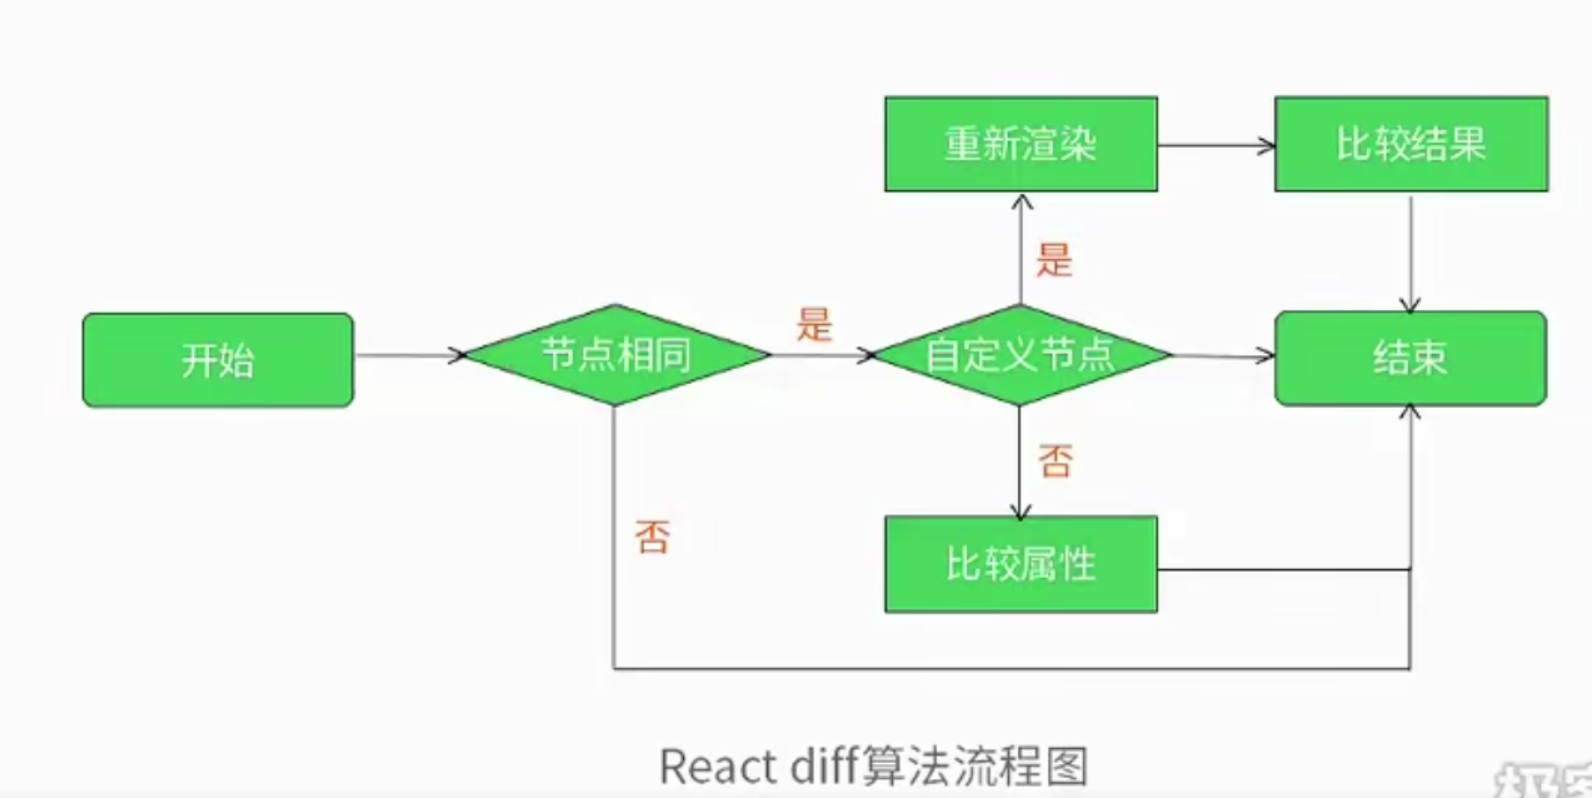 重新渲染
比较结果
是
开始
节点相同
是
自定义节点
结束
否
否
比较属性
React diff算法流程图